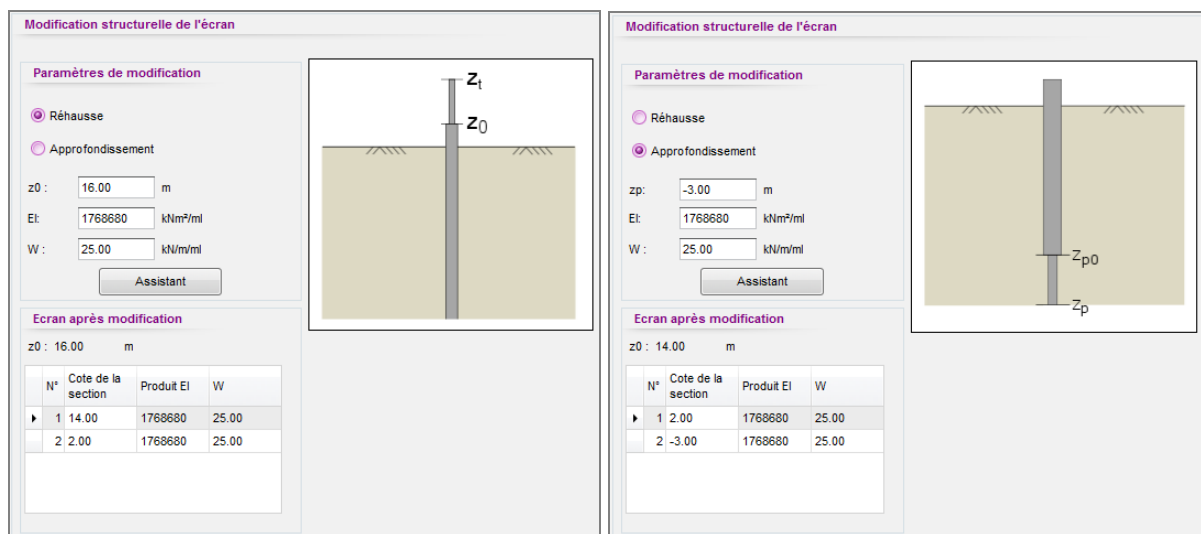 Modification structurelle de l'écran
Paramètres de modification
Réhausse
Approfondissement
z0 : 16.00 m
EI: 1768680 kNm²/ml
W : 25.00 kN/m/ml
Assistant
Zt
Z0
Ecran après modification
z0 : 16.00 m
N° Cote de la section Produit EI W
1 14.00 1768680 25.00
2 2.00 1768680 25.00
Modification structurelle de l'écran
Paramètres de modification
Réhausse
Approfondissement
zp: -3.00 m
EI: 1768680 kNm²/ml
W : 25.00 kN/m/ml
Assistant
Zp0
Zp
Ecran après modification
z0 : 14.00 m
N° Cote de la section Produit EI W
1 2.00 1768680 25.00
2 -3.00 1768680 25.00